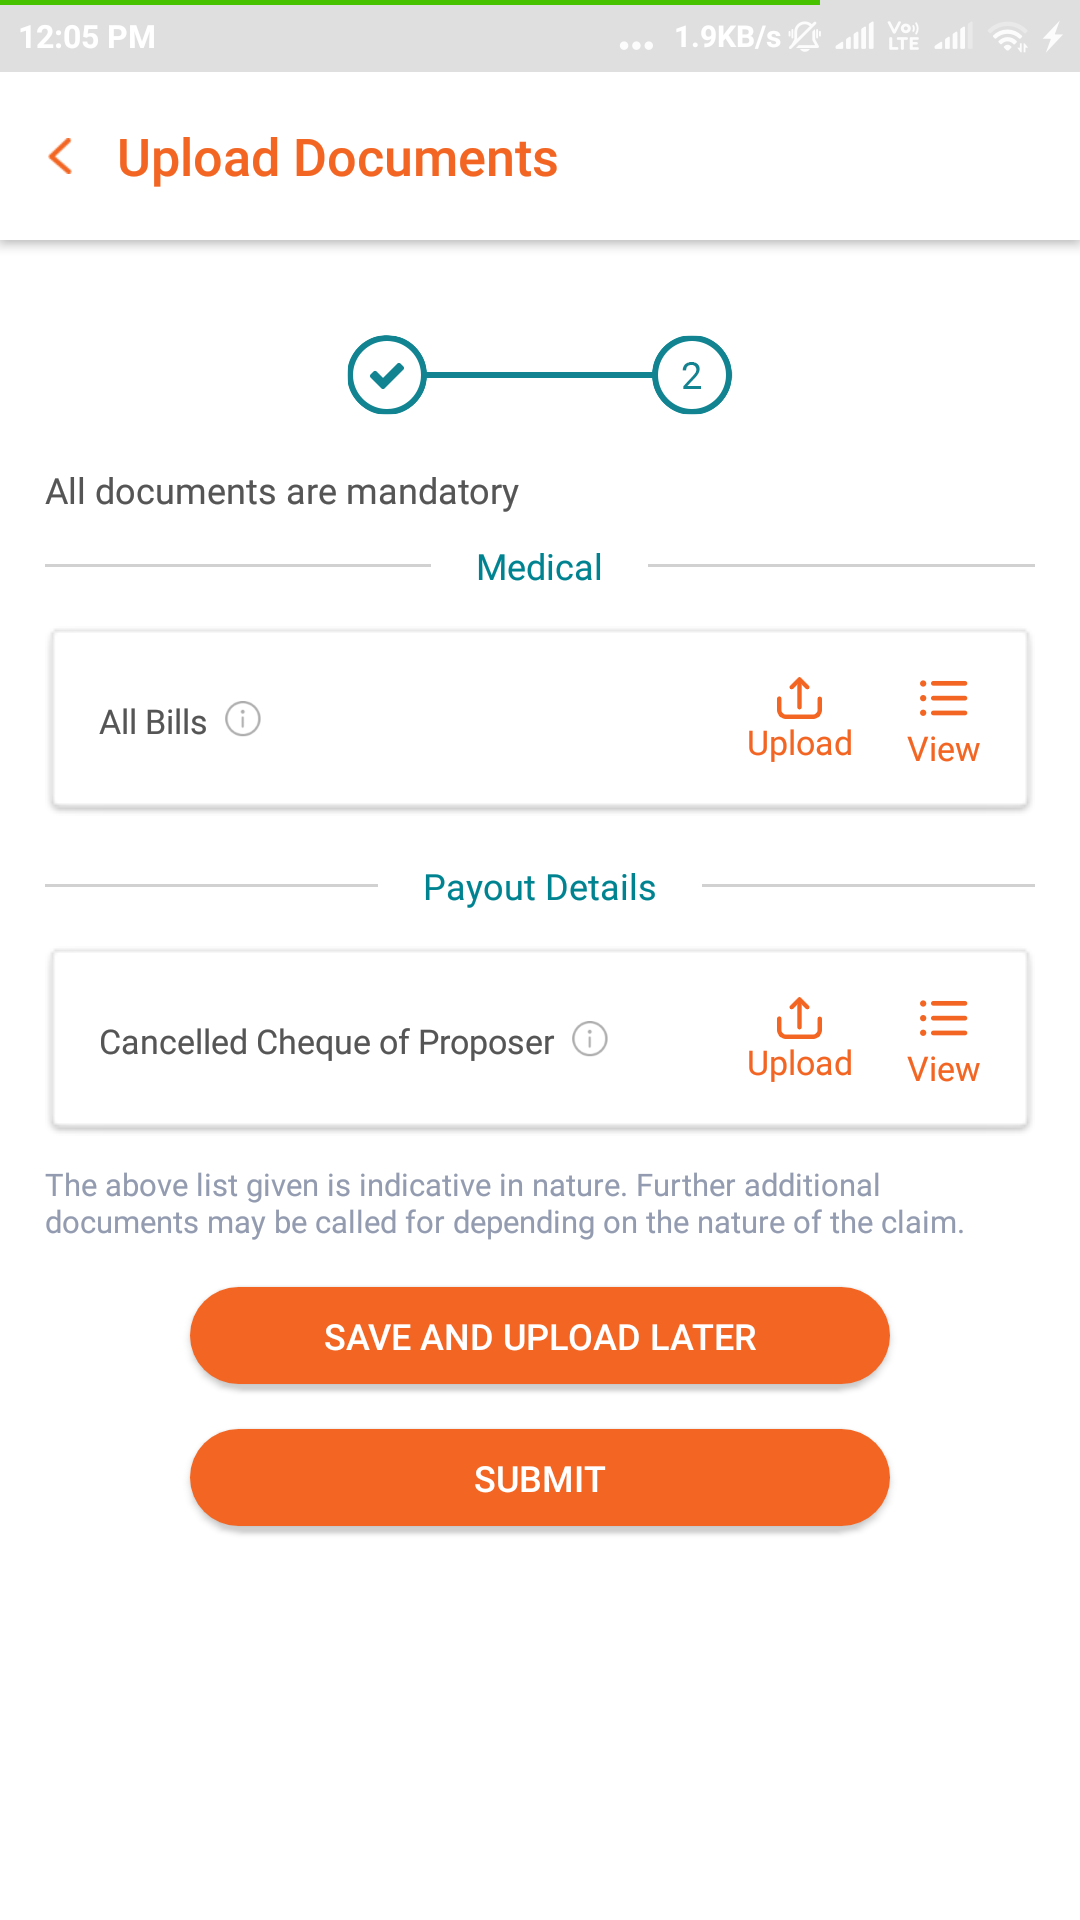 12:05 PM ... 1.9KB/s Vo LTE
Upload Documents
2
All documents are mandatory
Medical
All Bills Upload View
Payout Details
Cancelled Cheque of Proposer Upload View
The above list given is indicative in nature. Further additional
documents may be called for depending on the nature of the claim.
SAVE AND UPLOAD LATER
SUBMIT